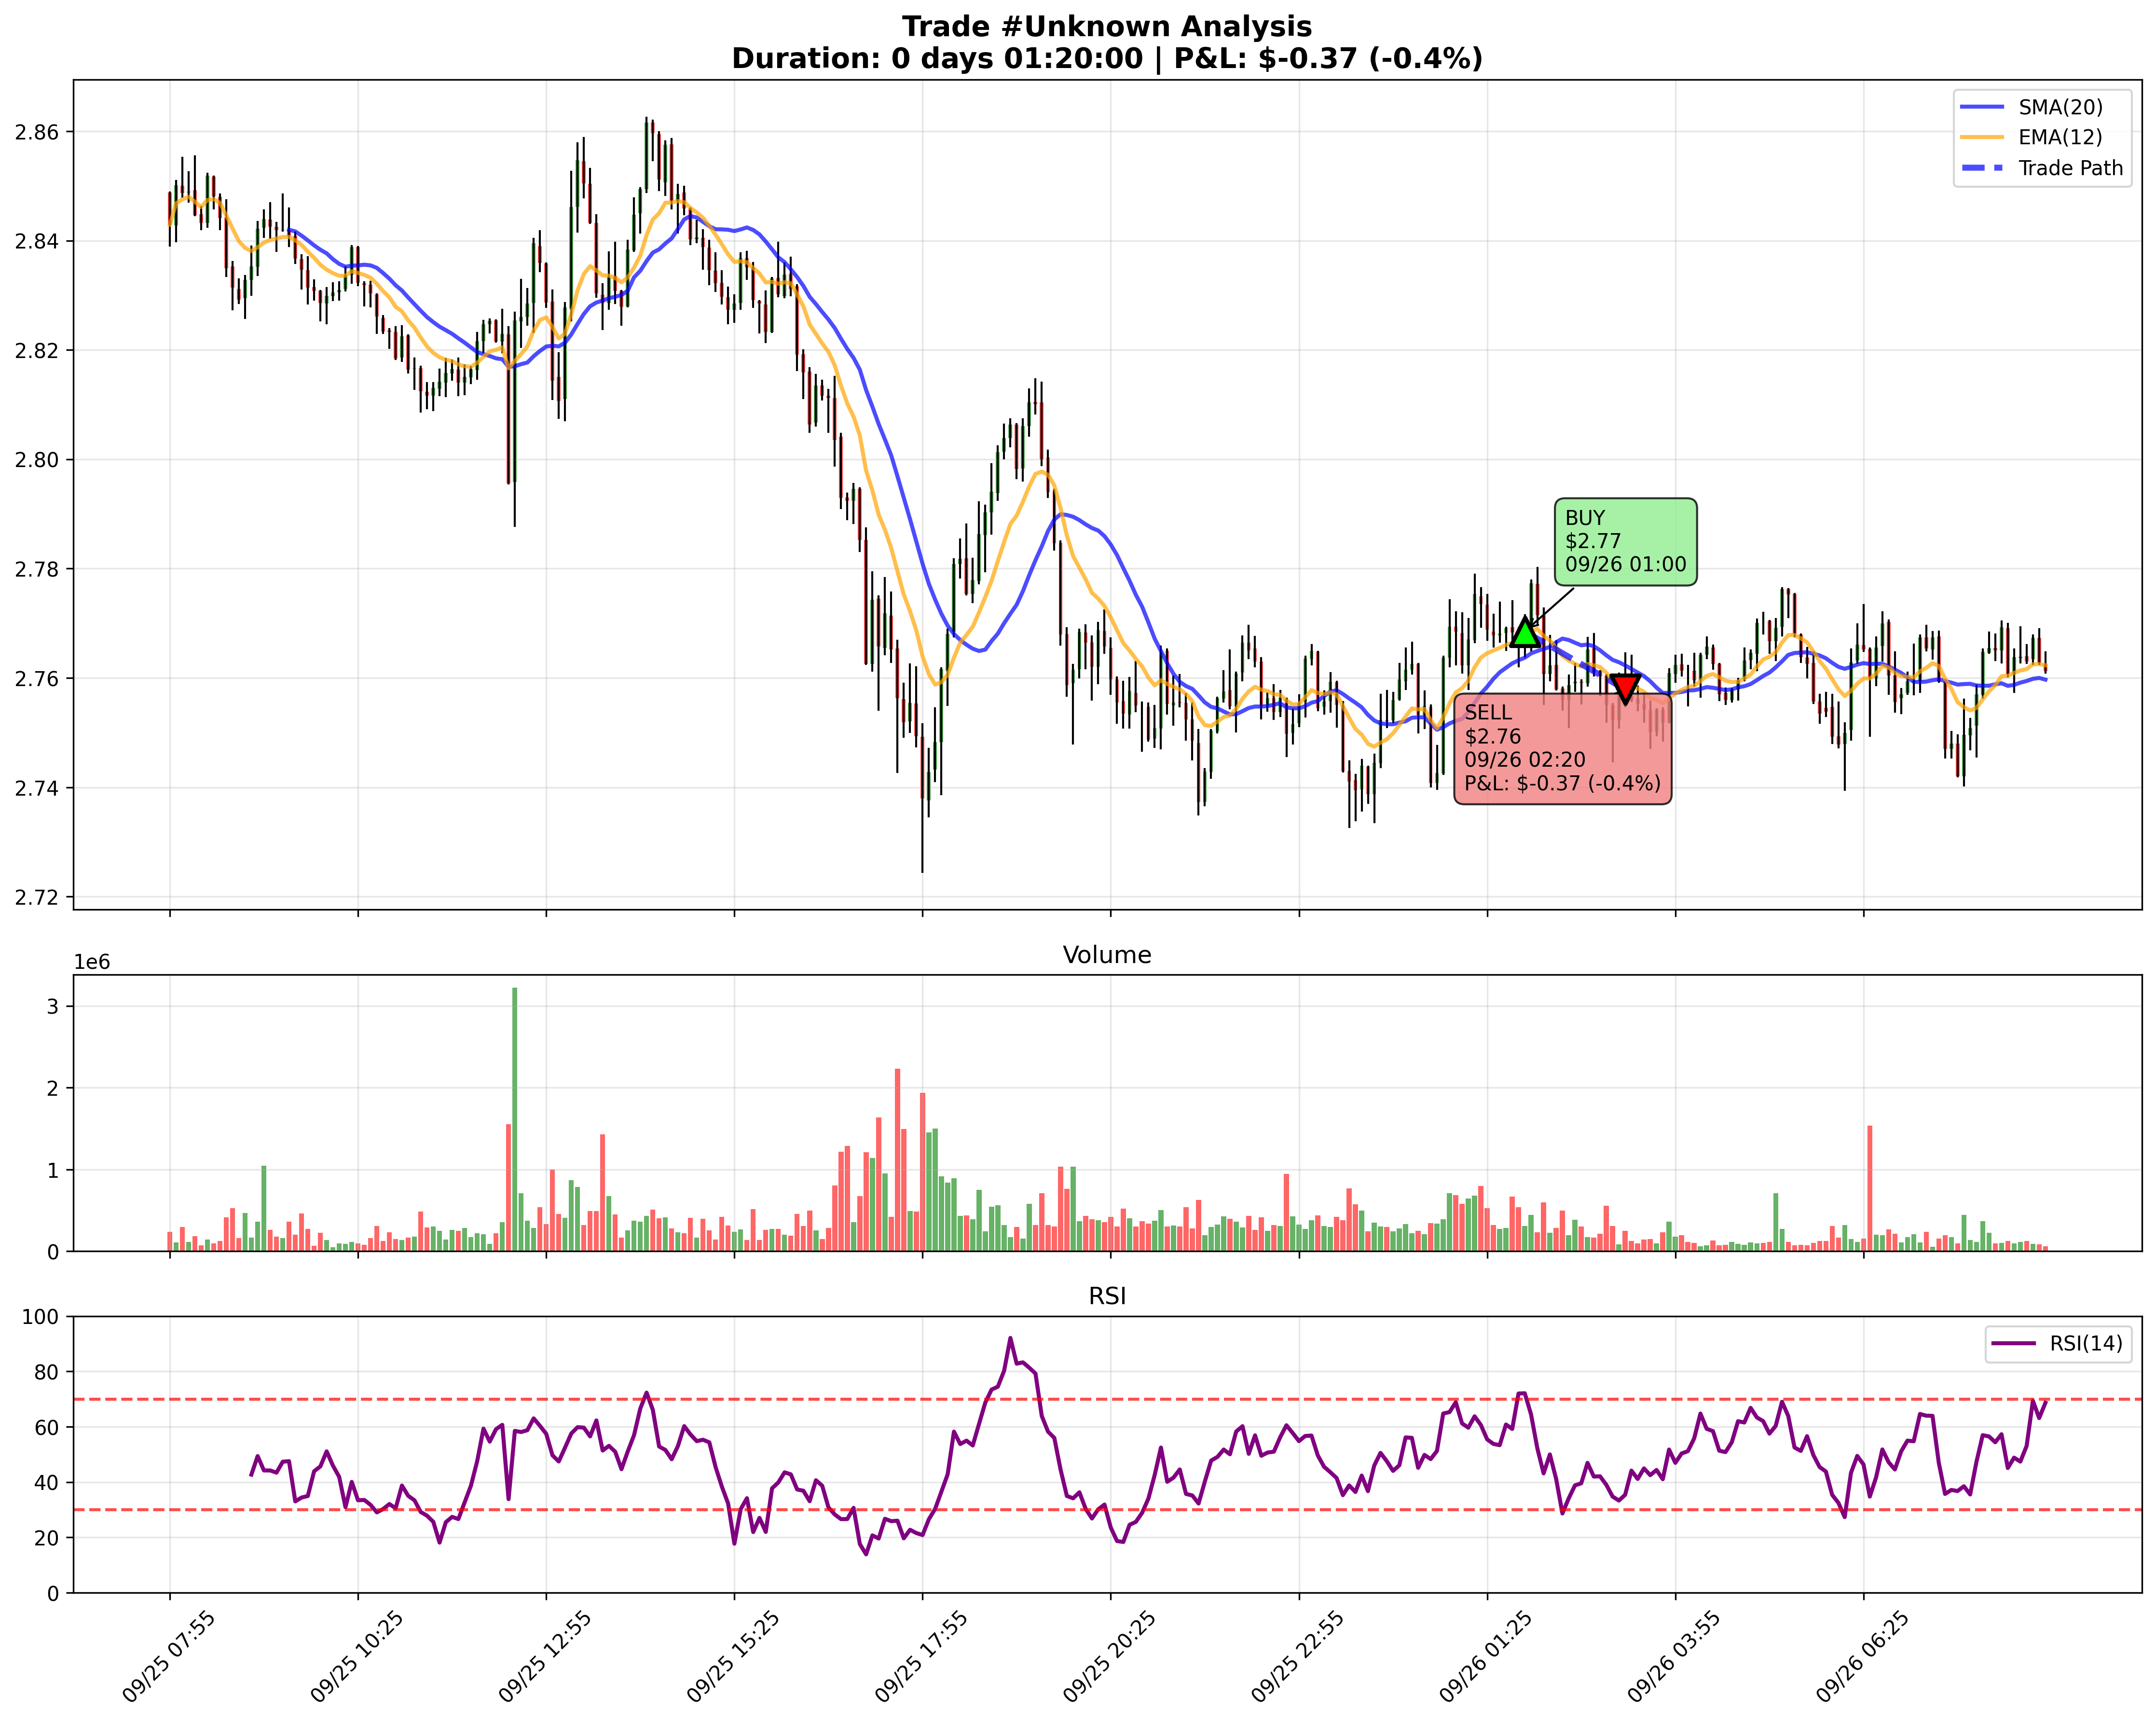 Trade #Unknown Analysis
Duration: 0 days 01:20:00 | P&L: $-0.37 (-0.4%)
SMA(20)
EMA(12)
Trade Path
2.86
2.84
2.82
2.80
2.78
2.76
2.74
2.72
BUY
$2.77
09/26 01:00
SELL
$2.76
09/26 02:20
P&L: $-0.37 (-0.4%)
Volume
1e6
3
2
1
0
RSI
RSI(14)
100
80
60
40
20
0
09/25 07:55
09/25 10:25
09/25 12:55
09/25 15:25
09/25 17:55
09/25 20:25
09/25 22:55
09/26 01:25
09/26 03:55
09/26 06:25